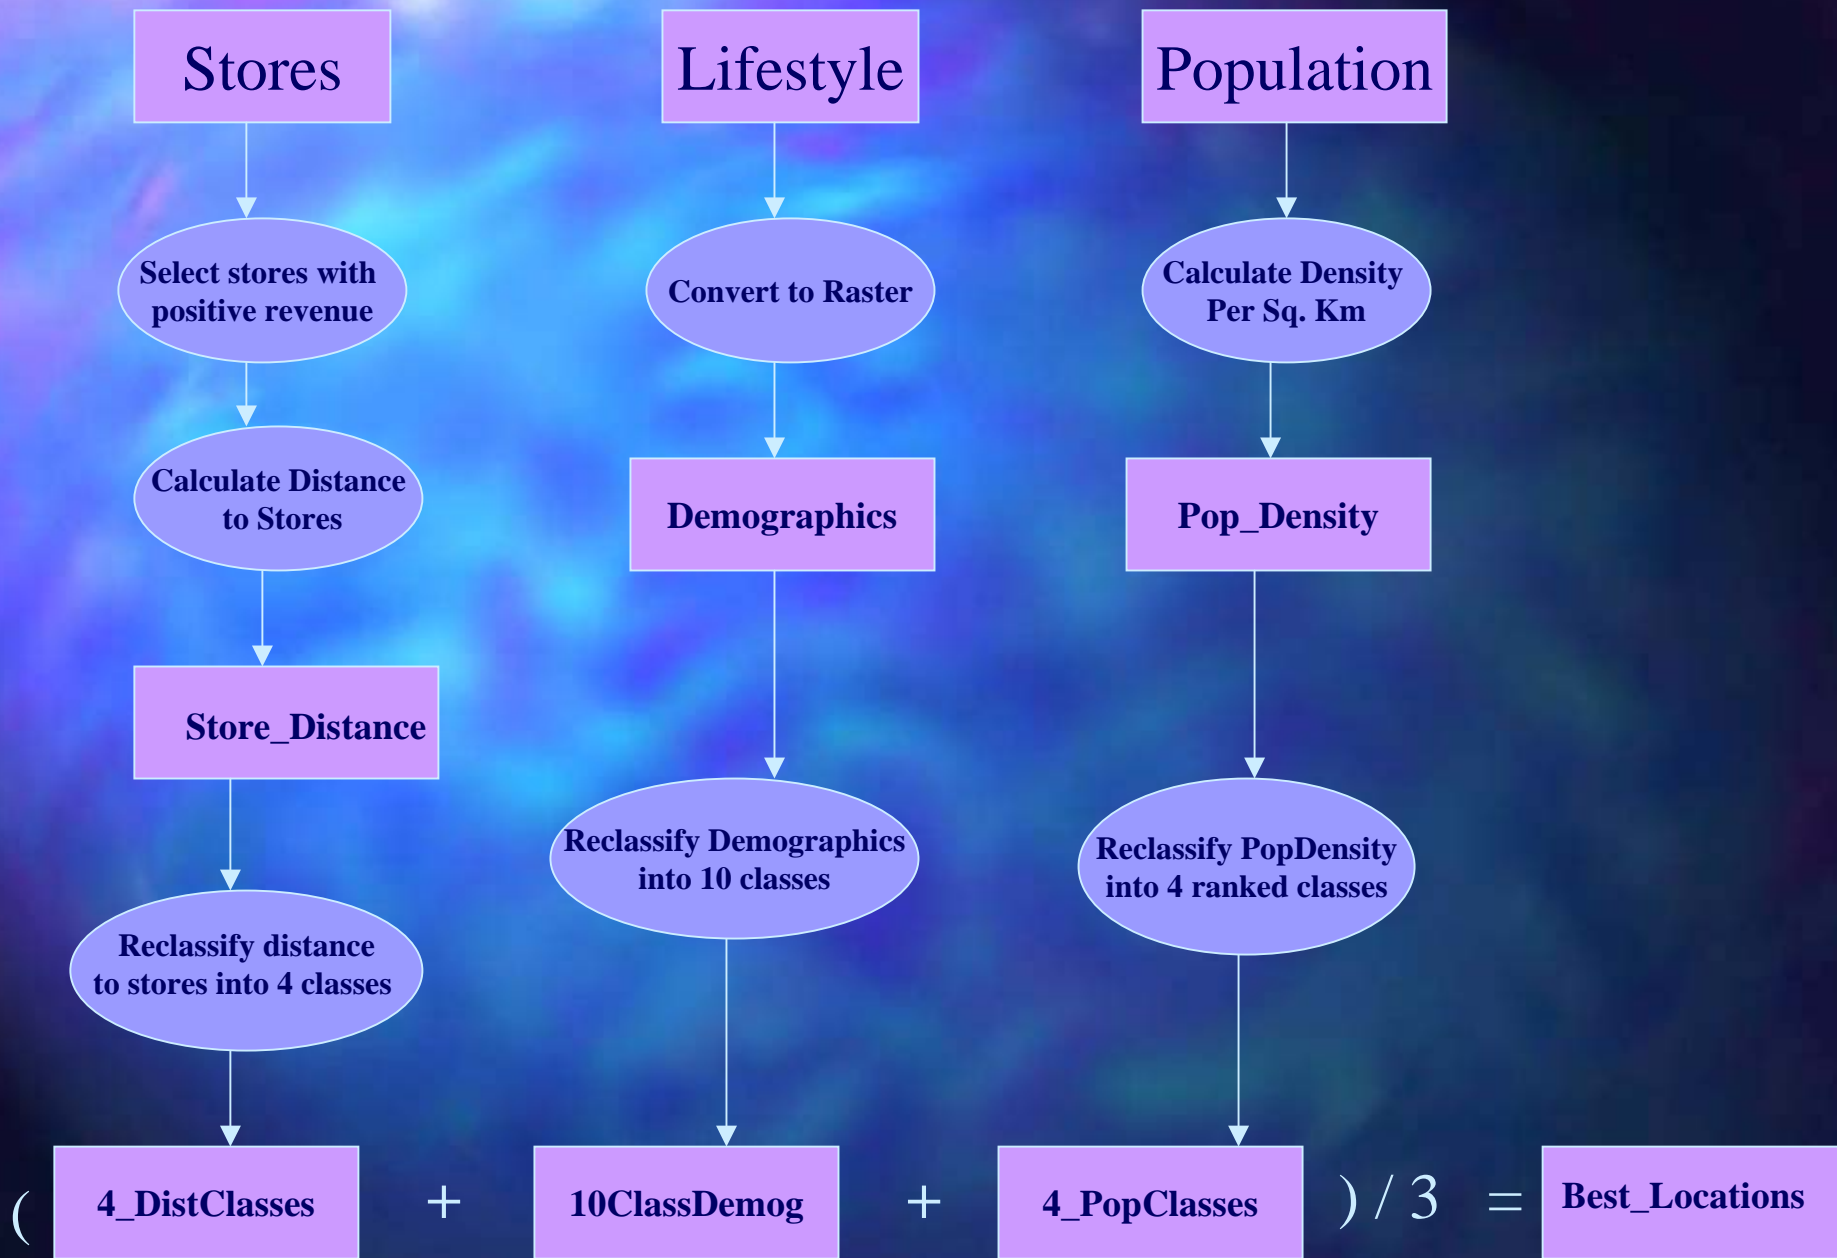 Stores
Lifestyle
Population
Select stores with
positive revenue
Convert to Raster
Calculate Density
Per Sq. Km
Calculate Distance
to Stores
Demographics
Pop_Density
Store_Distance
Reclassify Demographics
into 10 classes
Reclassify PopDensity
into 4 ranked classes
Reclassify distance
to stores into 4 classes
( 4_DistClasses + 10ClassDemog + 4_PopClasses ) / 3 = Best_Locations